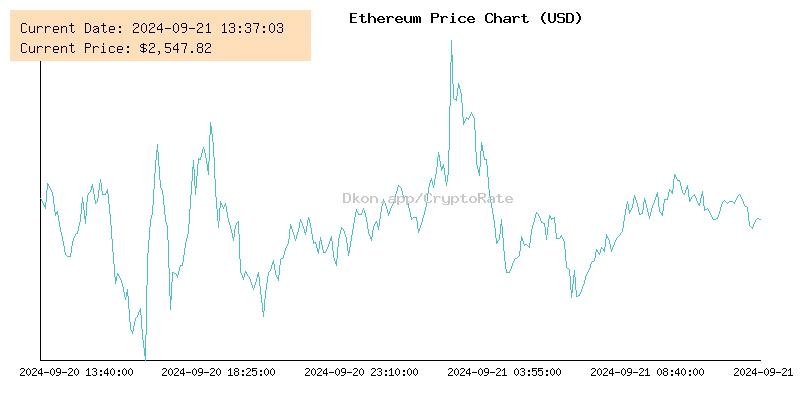 Ethereum Price Chart (USD)
Current Date: 2024-09-21 13:37:03
Current Price: $2,547.82
Dkon.app/CryptoRate
2024-09-20 13:40:00 2024-09-20 18:25:00 2024-09-20 23:10:00 2024-09-21 03:55:00 2024-09-21 08:40:00 2024-09-21